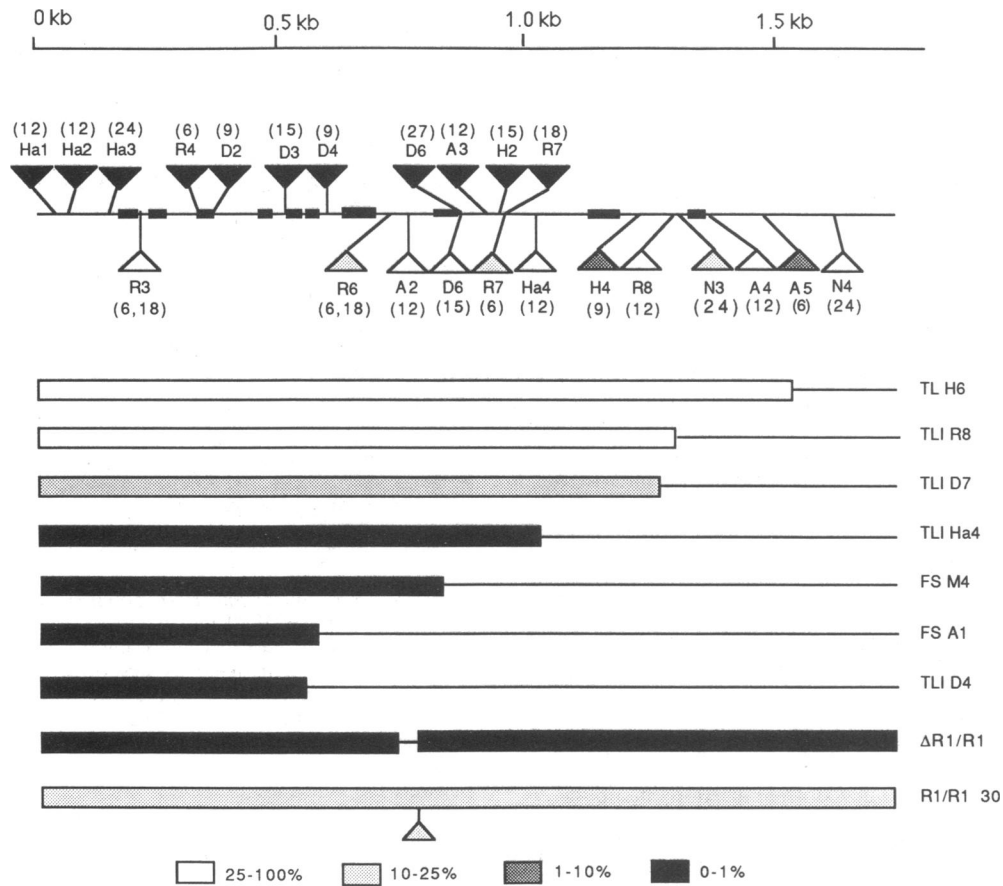 0 kb 0.5 kb 1.0 kb 1.5 kb
(12) (12) (24) (6) (9) (15) (9) (27) (12) (15) (18)
Ha1 Ha2 Ha3 R4 D2 D3 D4 D6 A3 H2 R7
R3 R6 A2 D6 R7 Ha4 H4 R8 N3 A4 A5 N4
(6,18) (6,18) (12) (15) (6) (12) (9) (12) (24) (12) (6) (24)
TL H6
TLI R8
TLI D7
TLI Ha4
FS M4
FS A1
TLI D4
ΔR1/R1
R1/R1 30
25-100% 10-25% 1-10% 0-1%